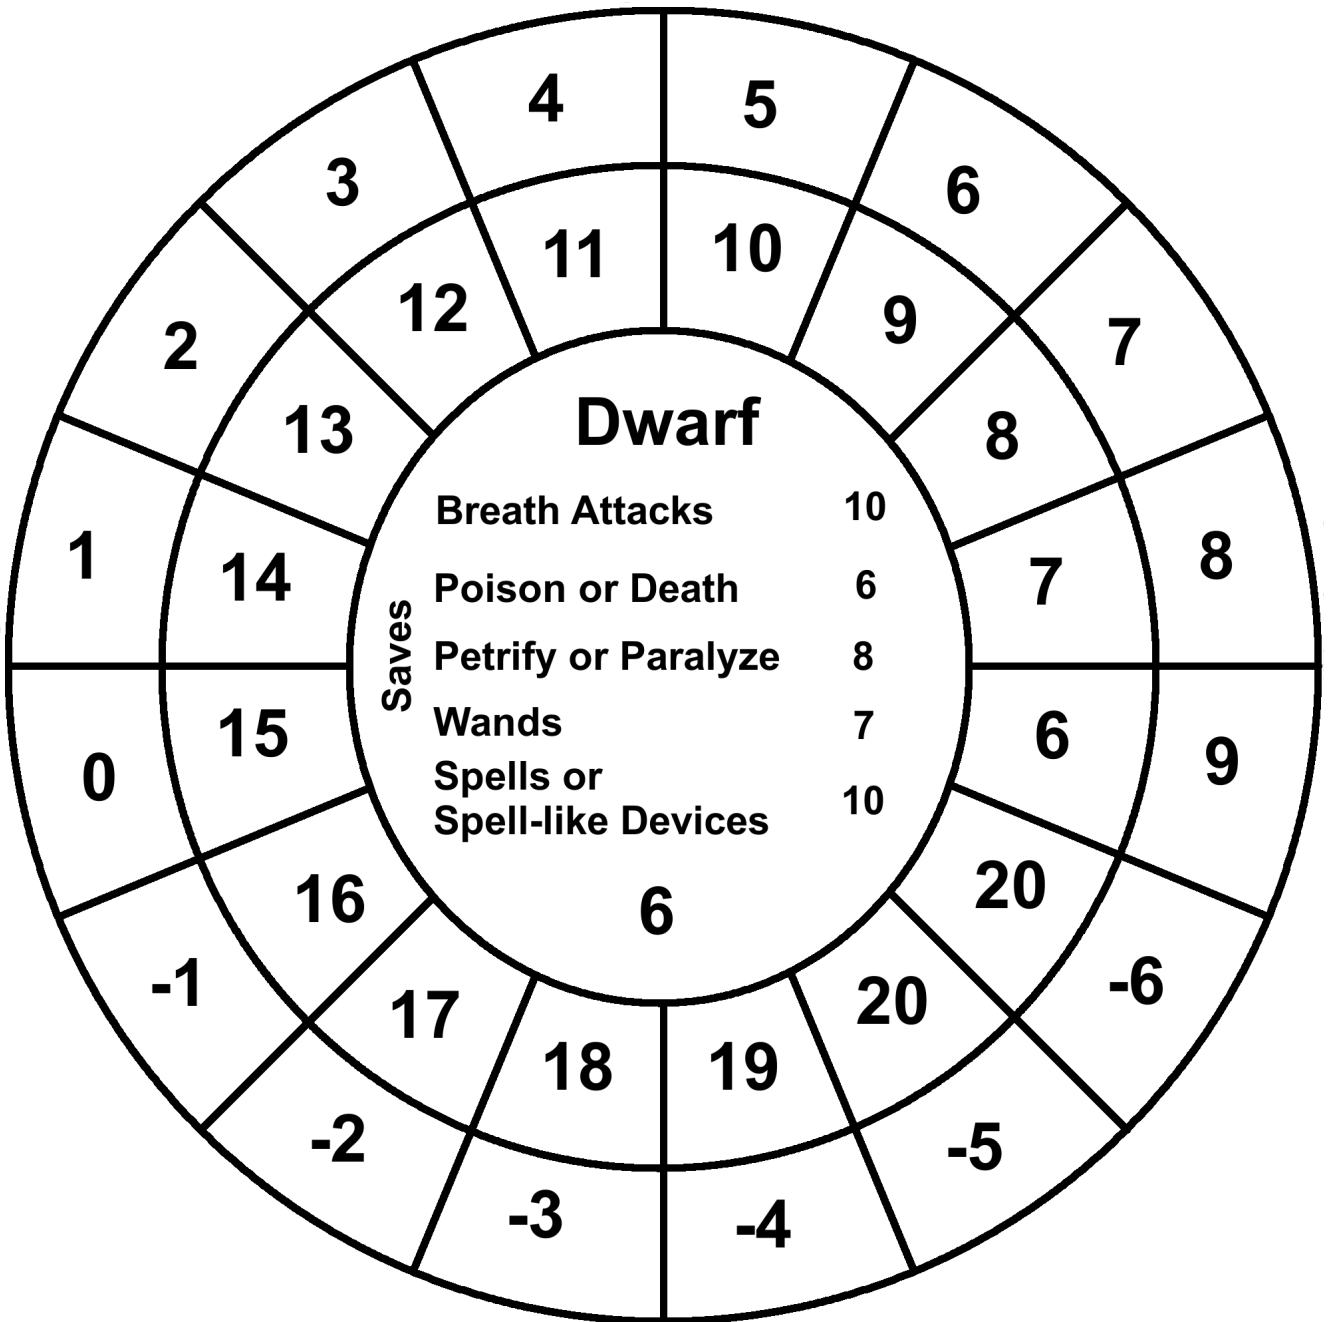 4 5
3 6
2 7
1 8
0 9
-1 -6
-2 -5
-3 -4
11 10
12 9
13 8
14 7
15 6
16 20
17 20
18 19
Dwarf
Saves
Breath Attacks 10
Poison or Death 6
Petrify or Paralyze 8
Wands 7
Spells or
Spell-like Devices 10
6